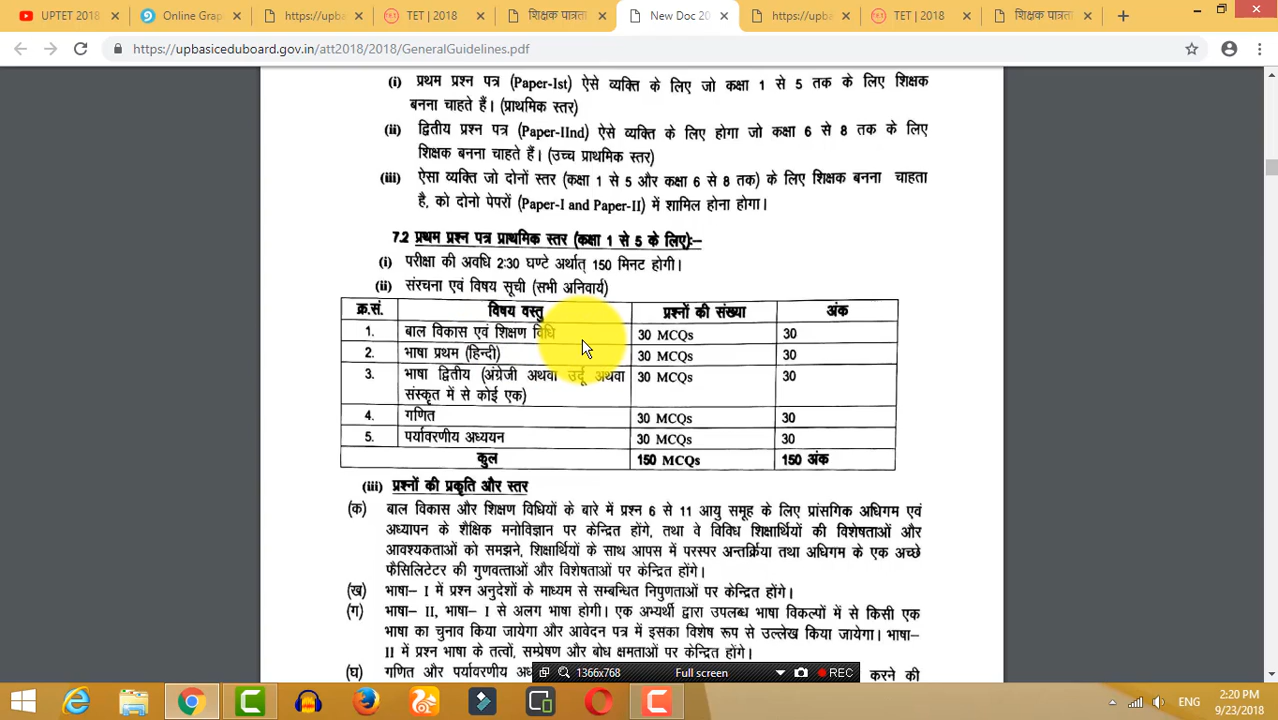 UPTET 2018
Online Grap
https://upbas
TET | 2018
शिक्षक पात्रता
New Doc 20
https://upbas
TET | 2018
शिक्षक पात्रता
https://upbasiceduboard.gov.in/att2018/2018/GeneralGuidelines.pdf
(i) प्रथम प्रश्न पत्र (Paper-Ist) ऐसे व्यक्ति के लिए जो कक्षा 1 से 5 तक के लिए शिक्षक
बनना चाहते हैं। (प्राथमिक स्तर)
(ii) द्वितीय प्रश्न पत्र (Paper-IInd) ऐसे व्यक्ति के लिए होगा जो कक्षा 6 से 8 तक के लिए
शिक्षक बनना चाहते हैं। (उच्च प्राथमिक स्तर)
(iii) ऐसा व्यक्ति जो दोनों स्तर (कक्षा 1 से 5 और कक्षा 6 से 8 तक) के लिए शिक्षक बनना चाहता
है, को दोनो पेपरों (Paper-I and Paper-II) में शामिल होना होगा।
7.2 प्रथम प्रश्न पत्र प्राथमिक स्तर (कक्षा 1 से 5 के लिए):–
(i) परीक्षा की अवधि 2:30 घण्टे अर्थात् 150 मिनट होगी।
(ii) संरचना एवं विषय सूची (सभी अनिवार्य)
क्र.सं. विषय वस्तु प्रश्नों की संख्या अंक
1. बाल विकास एवं शिक्षण विधि 30 MCQs 30
2. भाषा प्रथम (हिन्दी) 30 MCQs 30
3. भाषा द्वितीय (अंग्रेजी अथवा उर्दू अथवा 30 MCQs 30
संस्कृत में से कोई एक)
4. गणित 30 MCQs 30
5. पर्यावरणीय अध्ययन 30 MCQs 30
कुल 150 MCQs 150 अंक
(iii) प्रश्नों की प्रकृति और स्तर
(क) बाल विकास और शिक्षण विधियों के बारे में प्रश्न 6 से 11 आयु समूह के लिए प्रांसगिक अधिगम एवं
अध्यापन के शैक्षिक मनोविज्ञान पर केन्द्रित होंगे, तथा वे विविध शिक्षार्थियों की विशेषताओं और
आवश्यकताओं को समझने, शिक्षार्थियों के साथ आपस में परस्पर अन्तर्क्रिया तथा अधिगम के एक अच्छे
फैसिलिटेटर की गुणवत्ताओं और विशेषताओं पर केन्द्रित होंगे।
(ख) भाषा– I में प्रश्न अनुदेशों के माध्यम से सम्बन्धित निपुणताओं पर केन्द्रित होंगे।
(ग) भाषा– II, भाषा– I से अलग भाषा होगी। एक अभ्यर्थी द्वारा उपलब्ध भाषा विकल्पों में से किसी एक
भाषा का चुनाव किया जायेगा और आवेदन पत्र में इसका विशेष रूप से उल्लेख किया जायेगा। भाषा–
II में प्रश्न भाषा के तत्वों, सम्प्रेषण और बोध क्षमताओं पर केन्द्रित होंगे।
(घ) गणित और पर्यावरणीय करने की
1366x768 Full screen REC
ENG
2:20 PM
9/23/2018